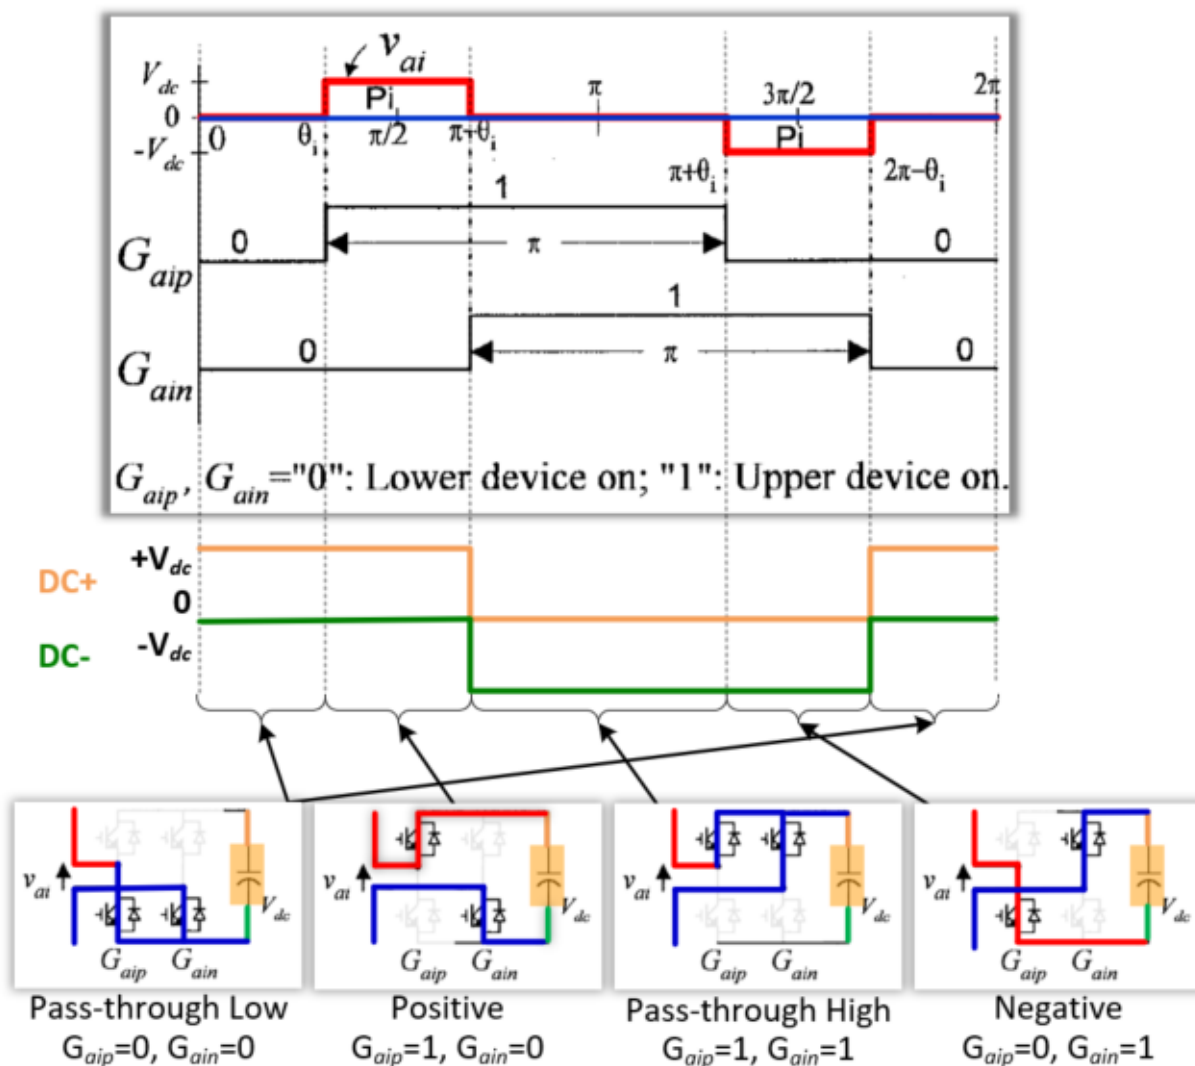 v_ai
V_dc
Pi
π
3π/2
2π
0
0
θ_i
π/2
π+θ_i
-V_dc
Pi
π+θ_i
2π−θ_i
1
0
π
0
G_aip
1
0
π
0
G_ain
G_aip, G_ain="0": Lower device on; "1": Upper device on.
+V_dc
DC+
0
-V_dc
DC-
v_ai
V_dc
G_aip
G_ain
v_ai
V_dc
G_aip
G_ain
v_ai
V_dc
G_aip
G_ain
v_ai
V_dc
G_aip
G_ain
Pass-through Low
Positive
Pass-through High
Negative
G_aip=0, G_ain=0
G_aip=1, G_ain=0
G_aip=1, G_ain=1
G_aip=0, G_ain=1